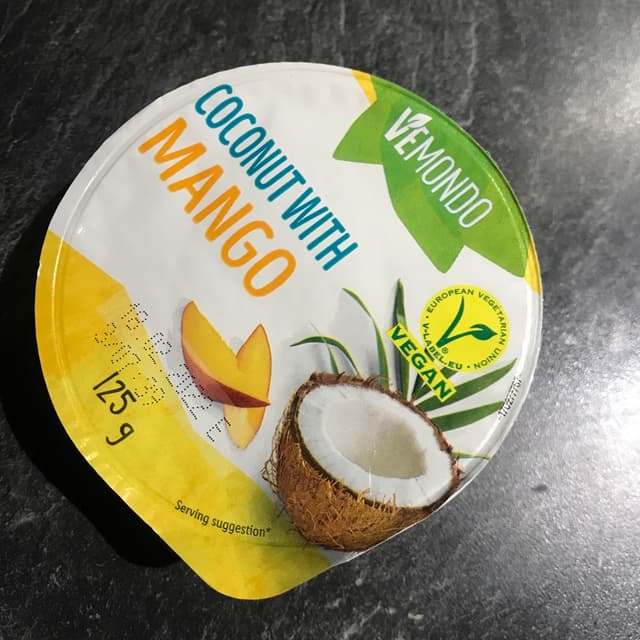 COCONUT WITH
MANGO
VEMONDO
EUROPEAN VEGETARIAN UNION
V-LABEL.EU
VEGAN
125 g
Serving suggestion*